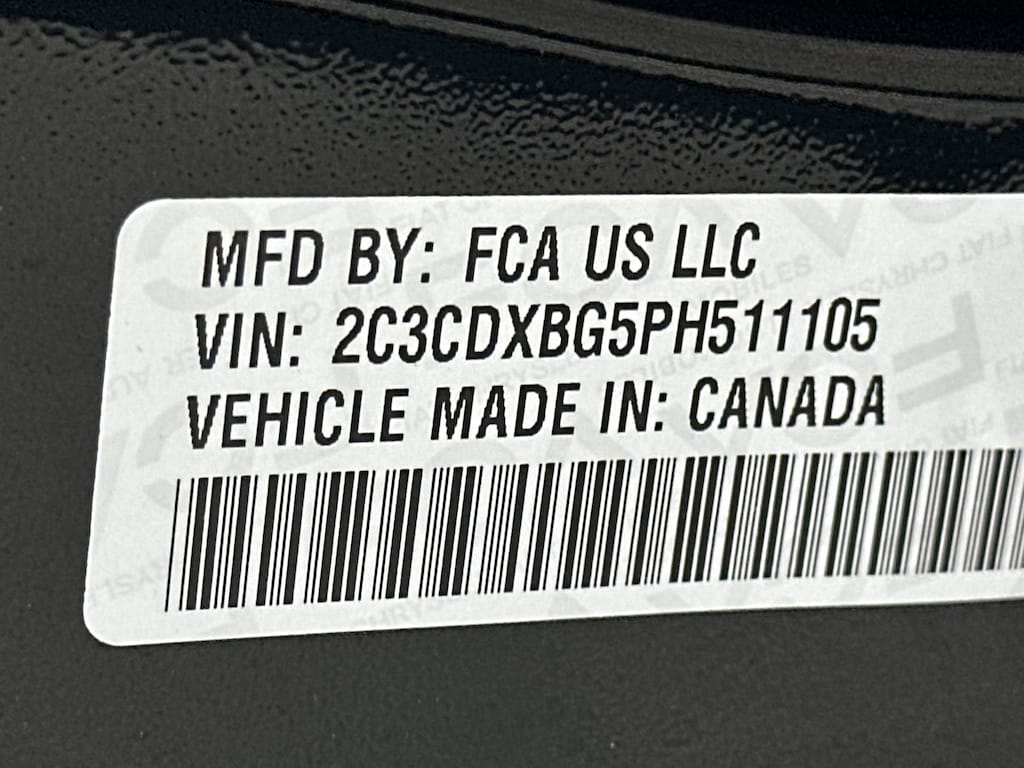 MFD BY: FCA US LLC
VIN: 2C3CDXBG5PH511105
VEHICLE MADE IN: CANADA